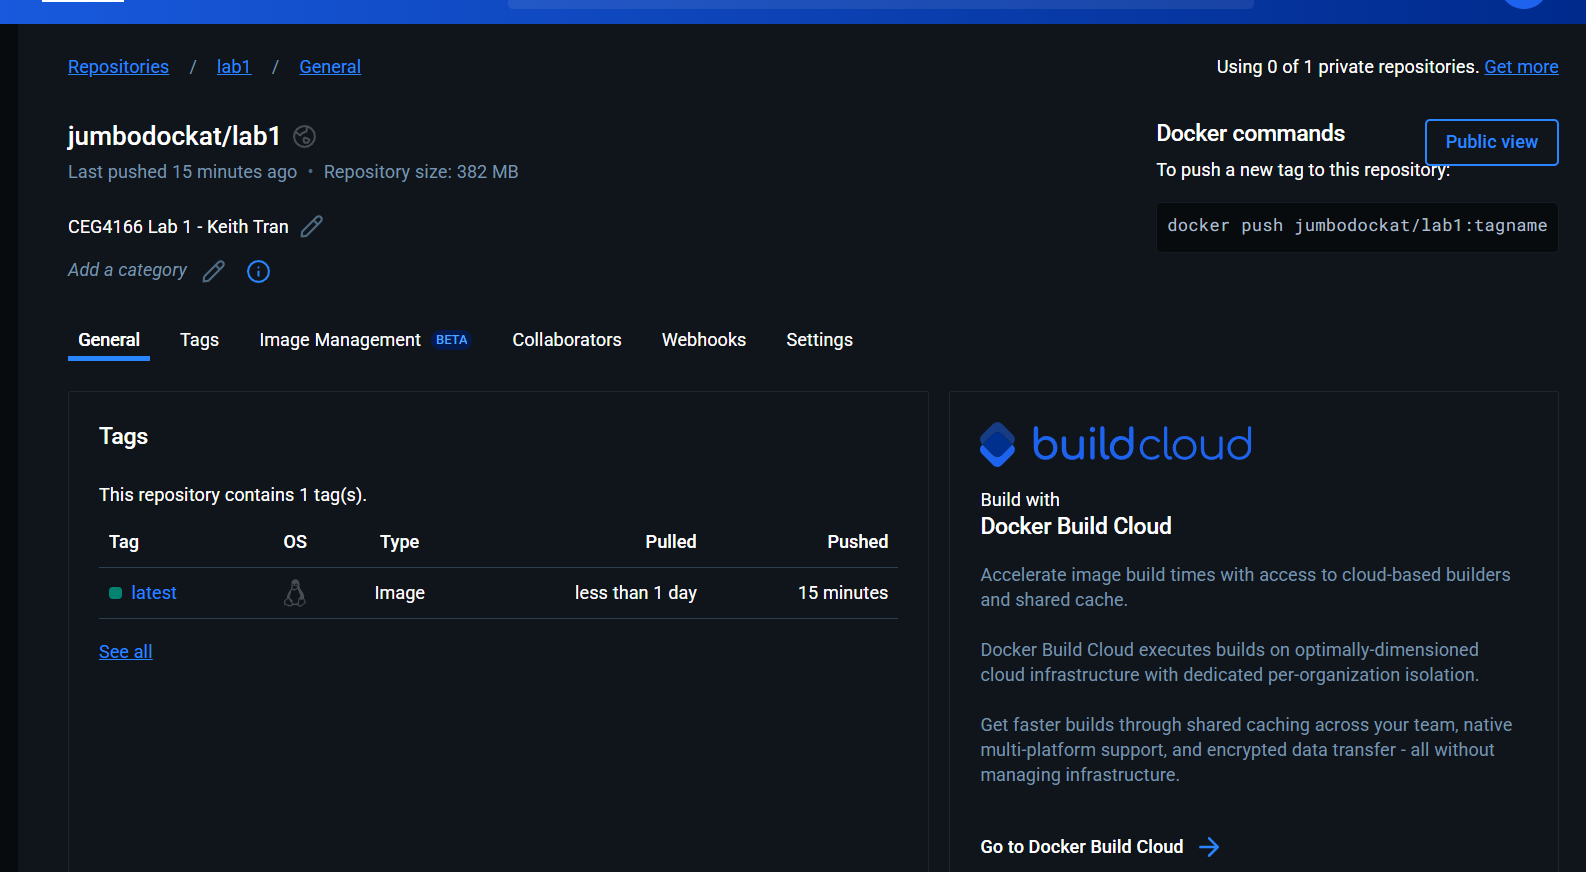 Repositories / lab1 / General
Using 0 of 1 private repositories. Get more
jumbodockat/lab1
Last pushed 15 minutes ago • Repository size: 382 MB
CEG4166 Lab 1 - Keith Tran
Add a category
Docker commands
Public view
To push a new tag to this repository:
docker push jumbodockat/lab1:tagname
General Tags Image Management BETA Collaborators Webhooks Settings
Tags
This repository contains 1 tag(s).
Tag OS Type Pulled Pushed
latest Image less than 1 day 15 minutes
See all
buildcloud
Build with
Docker Build Cloud
Accelerate image build times with access to cloud-based builders
and shared cache.
Docker Build Cloud executes builds on optimally-dimensioned
cloud infrastructure with dedicated per-organization isolation.
Get faster builds through shared caching across your team, native
multi-platform support, and encrypted data transfer - all without
managing infrastructure.
Go to Docker Build Cloud